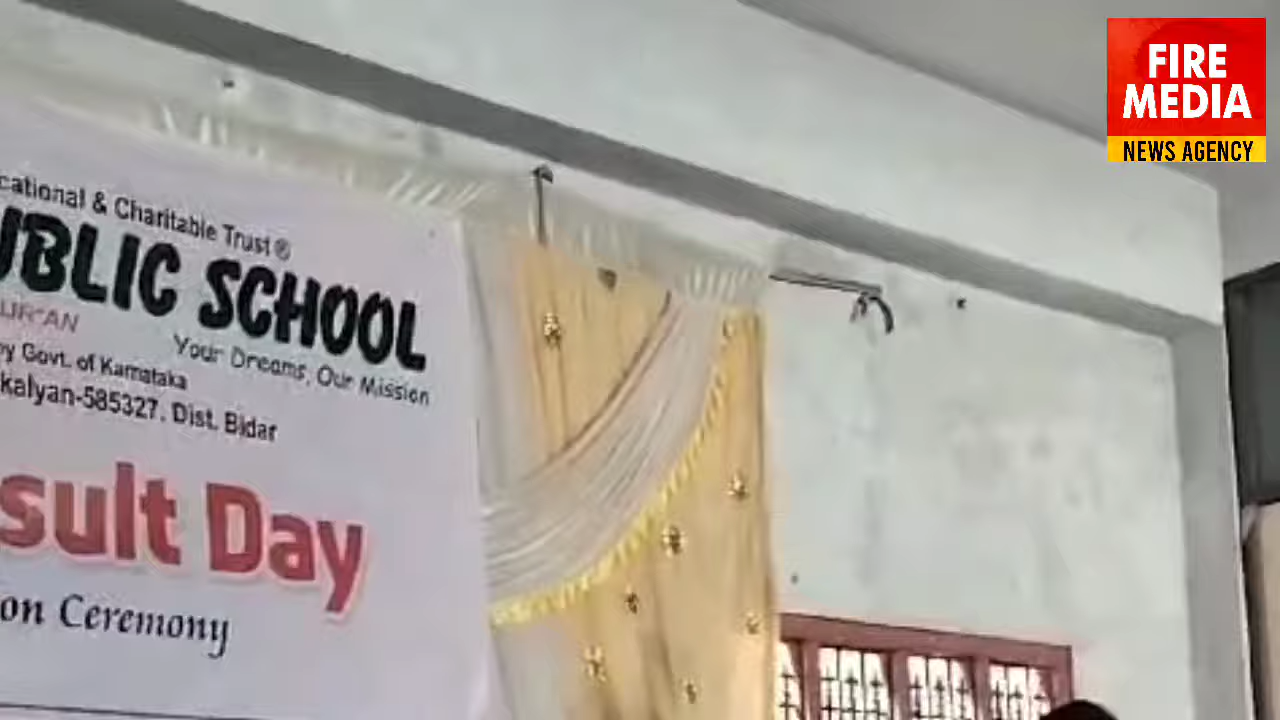 cational & Charitable Trust ®
UBLIC SCHOOL
UR'AN
Your Dreams, Our Mission
by Govt. of Karnataka
kalyan-585327. Dist. Bidar
sult Day
on Ceremony
FIRE
MEDIA
NEWS AGENCY